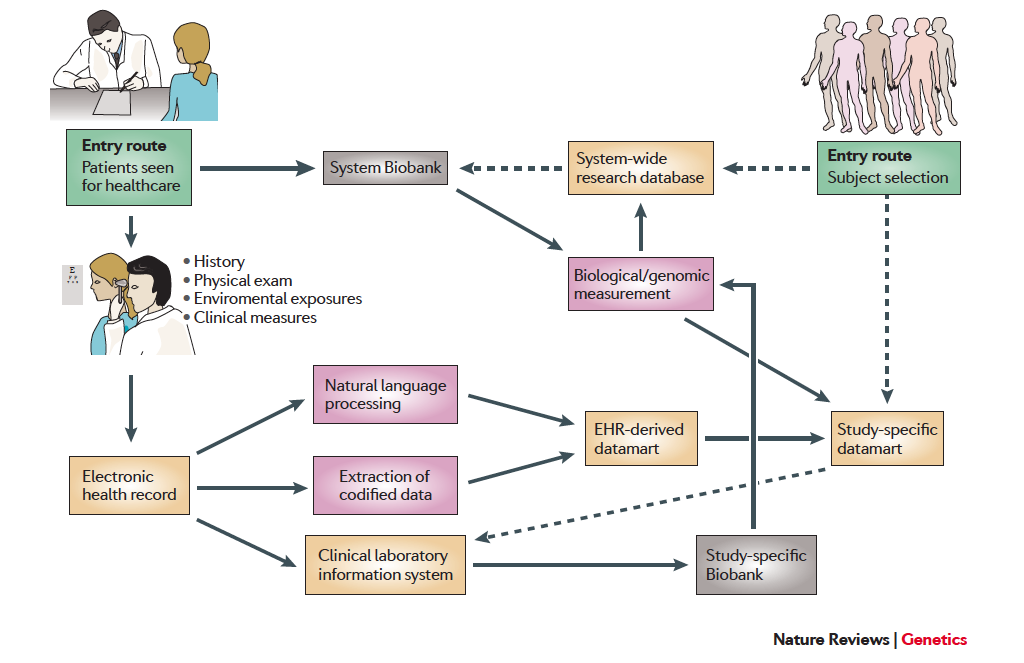 Entry route
Patients seen
for healthcare
System Biobank
System-wide
research database
Entry route
Subject selection
E
F P
• History
• Physical exam
• Enviromental exposures
• Clinical measures
Biological/genomic
measurement
Natural language
processing
EHR-derived
datamart
Study-specific
datamart
Electronic
health record
Extraction of
codified data
Clinical laboratory
information system
Study-specific
Biobank
Nature Reviews | Genetics